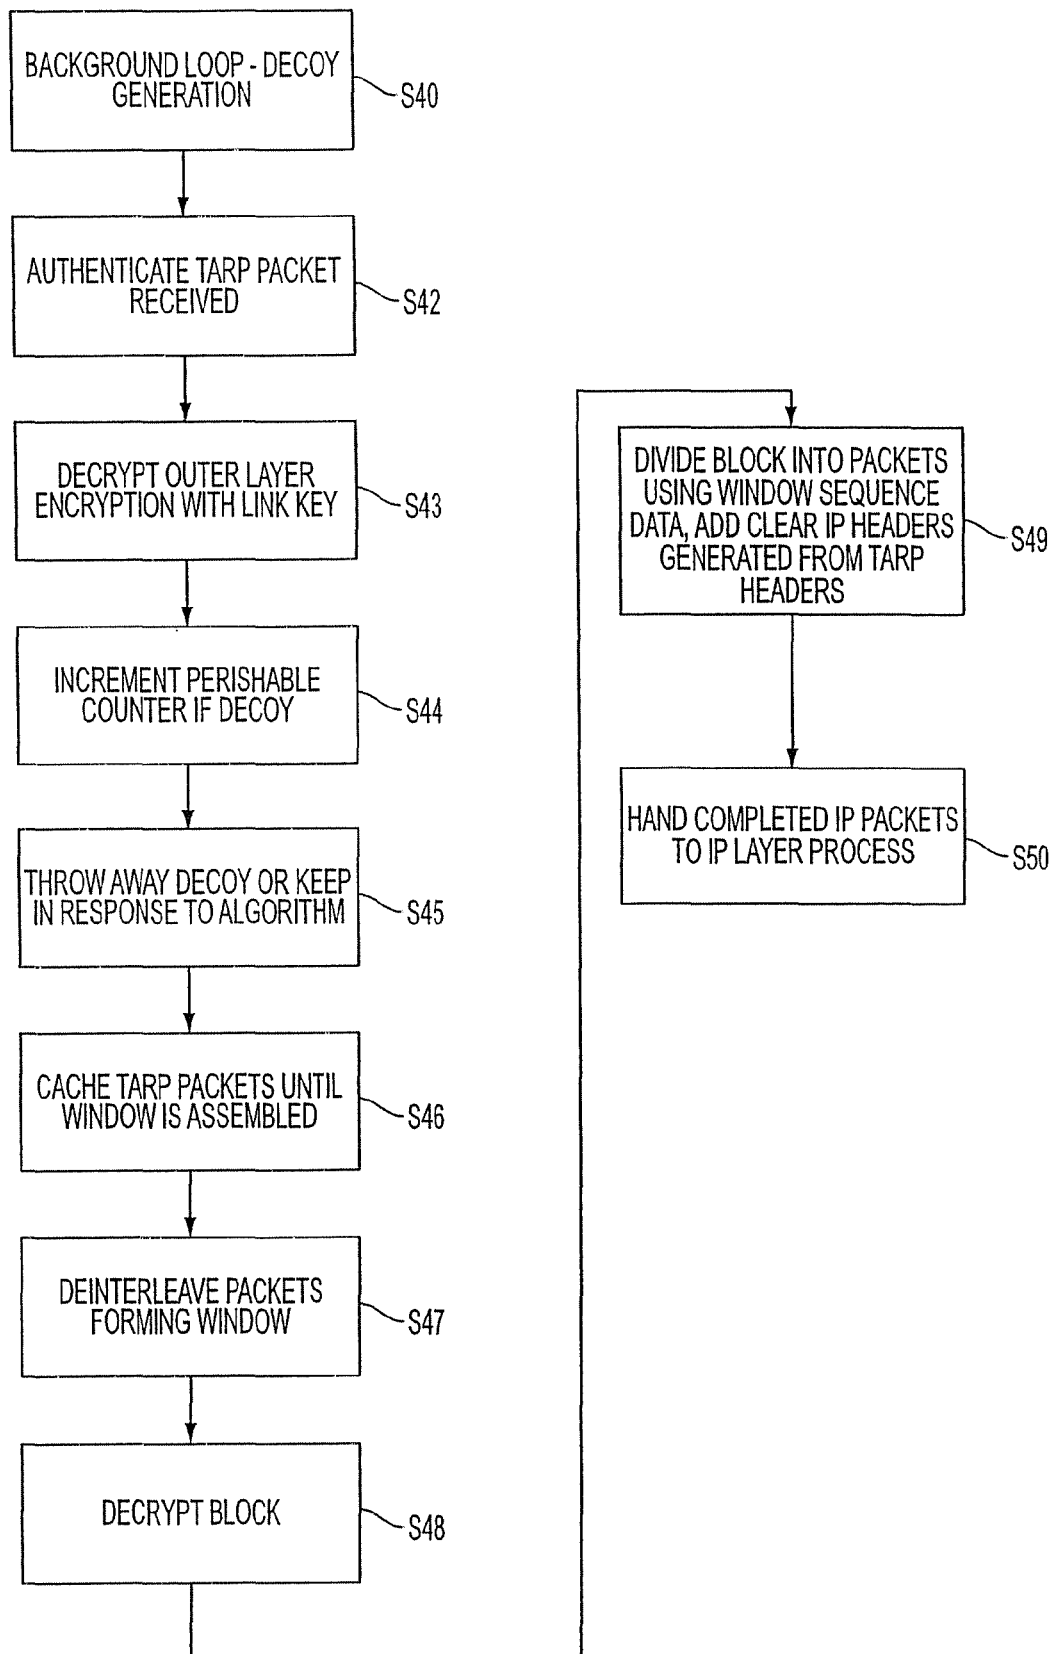 BACKGROUND LOOP - DECOY
GENERATION
S40
AUTHENTICATE TARP PACKET
RECEIVED
S42
DECRYPT OUTER LAYER
ENCRYPTION WITH LINK KEY
S43
INCREMENT PERISHABLE
COUNTER IF DECOY
S44
THROW AWAY DECOY OR KEEP
IN RESPONSE TO ALGORITHM
S45
CACHE TARP PACKETS UNTIL
WINDOW IS ASSEMBLED
S46
DEINTERLEAVE PACKETS
FORMING WINDOW
S47
DECRYPT BLOCK
S48
DIVIDE BLOCK INTO PACKETS
USING WINDOW SEQUENCE
DATA, ADD CLEAR IP HEADERS
GENERATED FROM TARP
HEADERS
S49
HAND COMPLETED IP PACKETS
TO IP LAYER PROCESS
S50